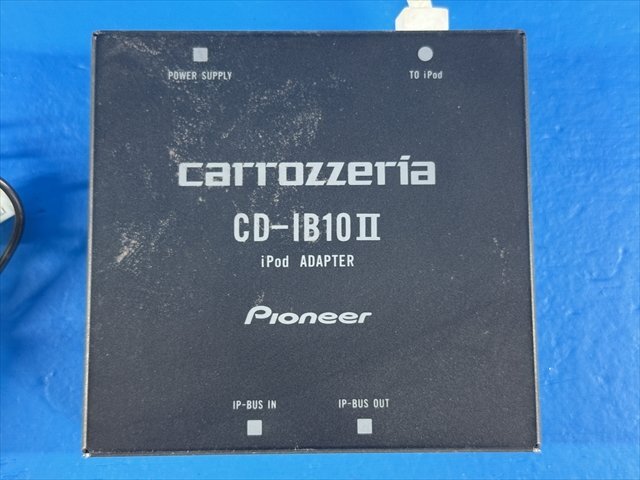 POWER SUPPLY
TO iPod
carrozzeria
CD-IB10II
iPod ADAPTER
Pioneer
IP-BUS IN
IP-BUS OUT